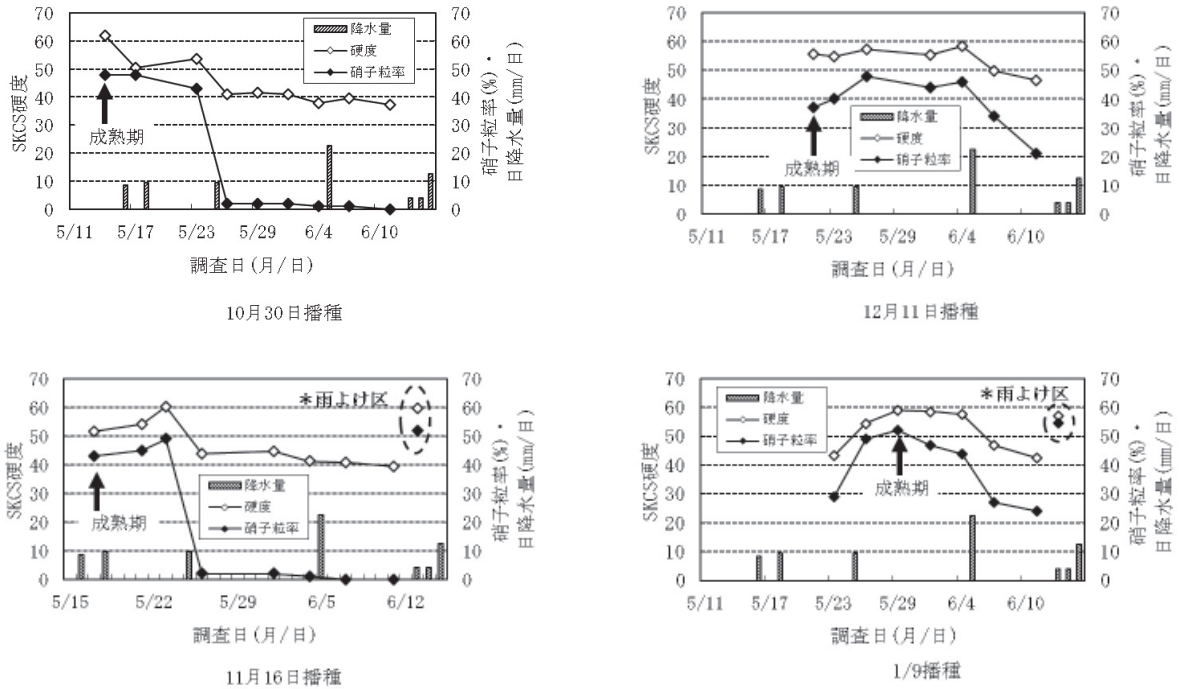 70
60
50
40
30
20
10
0
SKCS硬度
70
60
50
40
30
20
10
0
硝子粒率(%)・
日降水量(mm/日)
降水量
硬度
硝子粒率
成熟期
5/11 5/17 5/23 5/29 6/4 6/10
調査日(月/日)
10月30日播種
70
60
50
40
30
20
10
0
SKCS硬度
70
60
50
40
30
20
10
0
硝子粒率(%)・
日降水量(mm/日)
降水量
硬度
硝子粒率
成熟期
5/11 5/17 5/23 5/29 6/4 6/10
調査日(月/日)
12月11日播種
70
60
50
40
30
20
10
0
SKCS硬度
70
60
50
40
30
20
10
0
硝子粒率(%)・
日降水量(mm/日)
*雨よけ区
降水量
硬度
硝子粒率
成熟期
5/15 5/22 5/29 6/5 6/12
調査日(月/日)
11月16日播種
70
60
50
40
30
20
10
0
SKCS硬度
70
60
50
40
30
20
10
0
硝子粒率(%)・
日降水量(mm/日)
降水量
硬度
硝子粒率
*雨よけ区
成熟期
5/11 5/17 5/23 5/29 6/4 6/10
調査日(月/日)
1/9播種